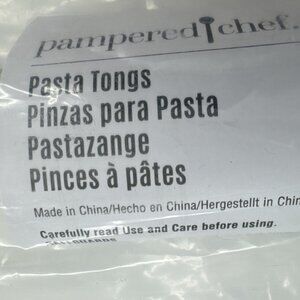 pampered chef.
Pasta Tongs
Pinzas para Pasta
Pastazange
Pinces à pâtes
Made in China/Hecho en China/Hergestellt in Chin
Carefully read Use and Care before using.